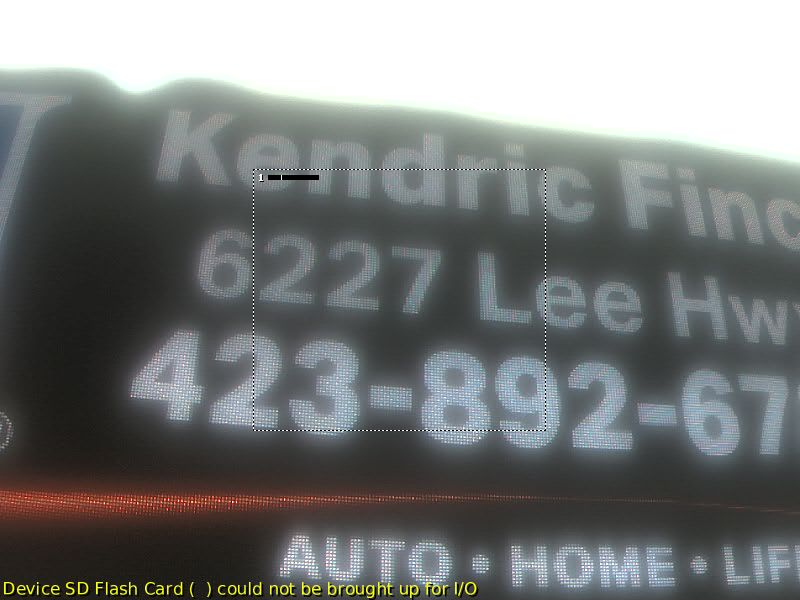 Kendric Finc
6227 Lee Hwy
423-892-67
AUTO • HOME • LIF
Device SD Flash Card ( ) could not be brought up for I/O